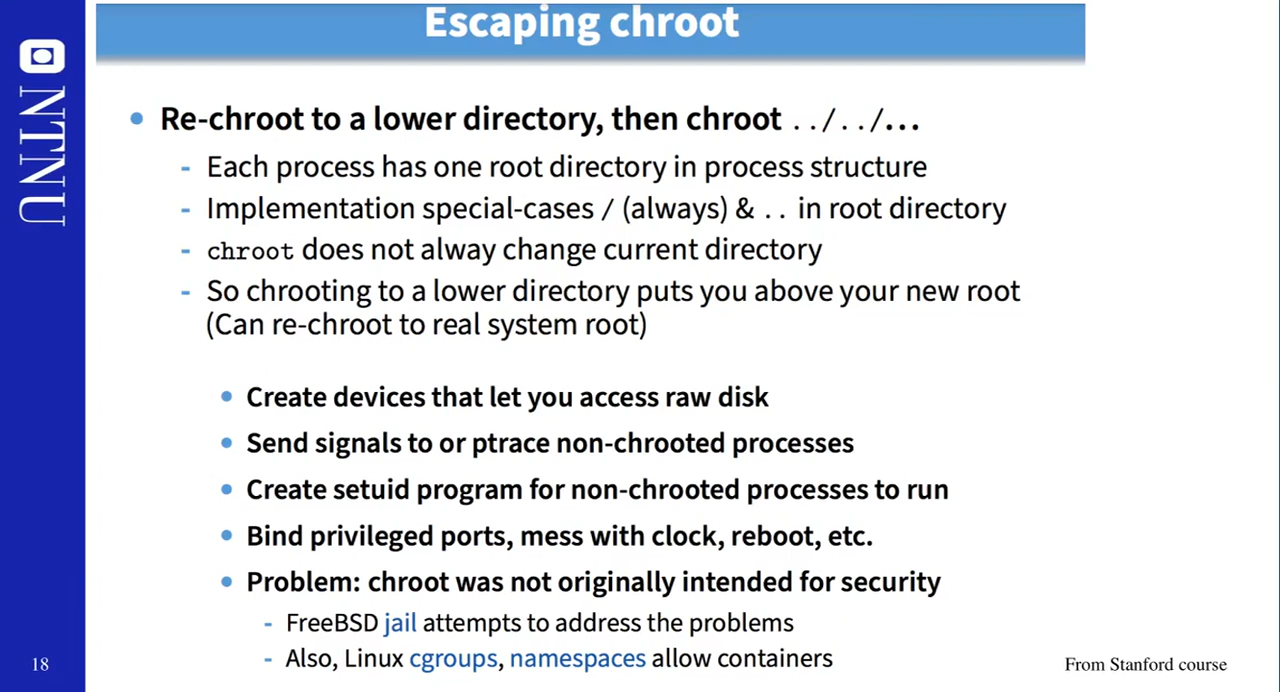 Escaping chroot
NTNU
Re-chroot to a lower directory, then chroot ../../...
- Each process has one root directory in process structure
- Implementation special-cases / (always) & .. in root directory
- chroot does not alway change current directory
- So chrooting to a lower directory puts you above your new root
(Can re-chroot to real system root)
Create devices that let you access raw disk
Send signals to or ptrace non-chrooted processes
Create setuid program for non-chrooted processes to run
Bind privileged ports, mess with clock, reboot, etc.
Problem: chroot was not originally intended for security
- FreeBSD jail attempts to address the problems
- Also, Linux cgroups, namespaces allow containers
18
From Stanford course